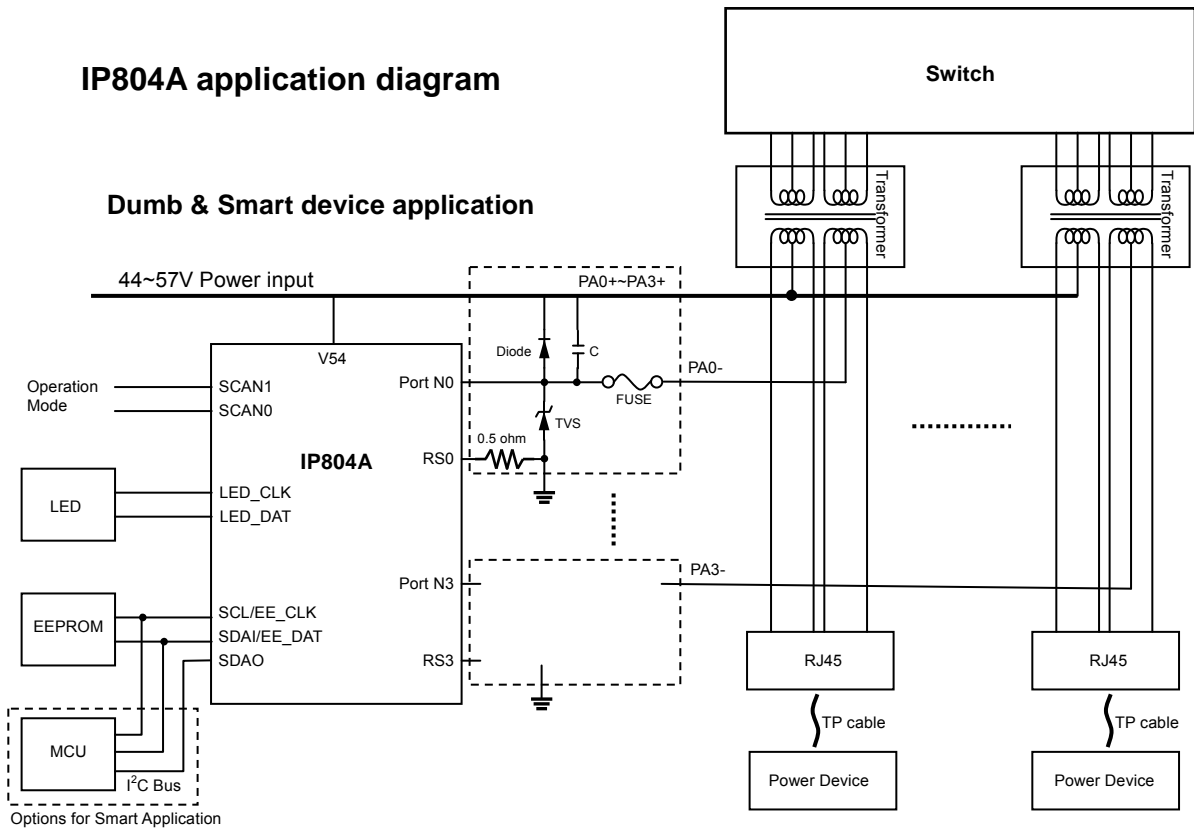 IP804A application diagram
Switch
Dumb & Smart device application
Transformer
Transformer
44~57V Power input
PA0+~PA3+
V54
Diode
C
PA0-
Operation
Mode
SCAN1
SCAN0
Port N0
FUSE
TVS
0.5 ohm
IP804A
RS0
LED
LED_CLK
LED_DAT
Port N3
PA3-
EEPROM
SCL/EE_CLK
SDAI/EE_DAT
SDAO
RS3
RJ45
RJ45
TP cable
TP cable
MCU
I²C Bus
Power Device
Power Device
Options for Smart Application